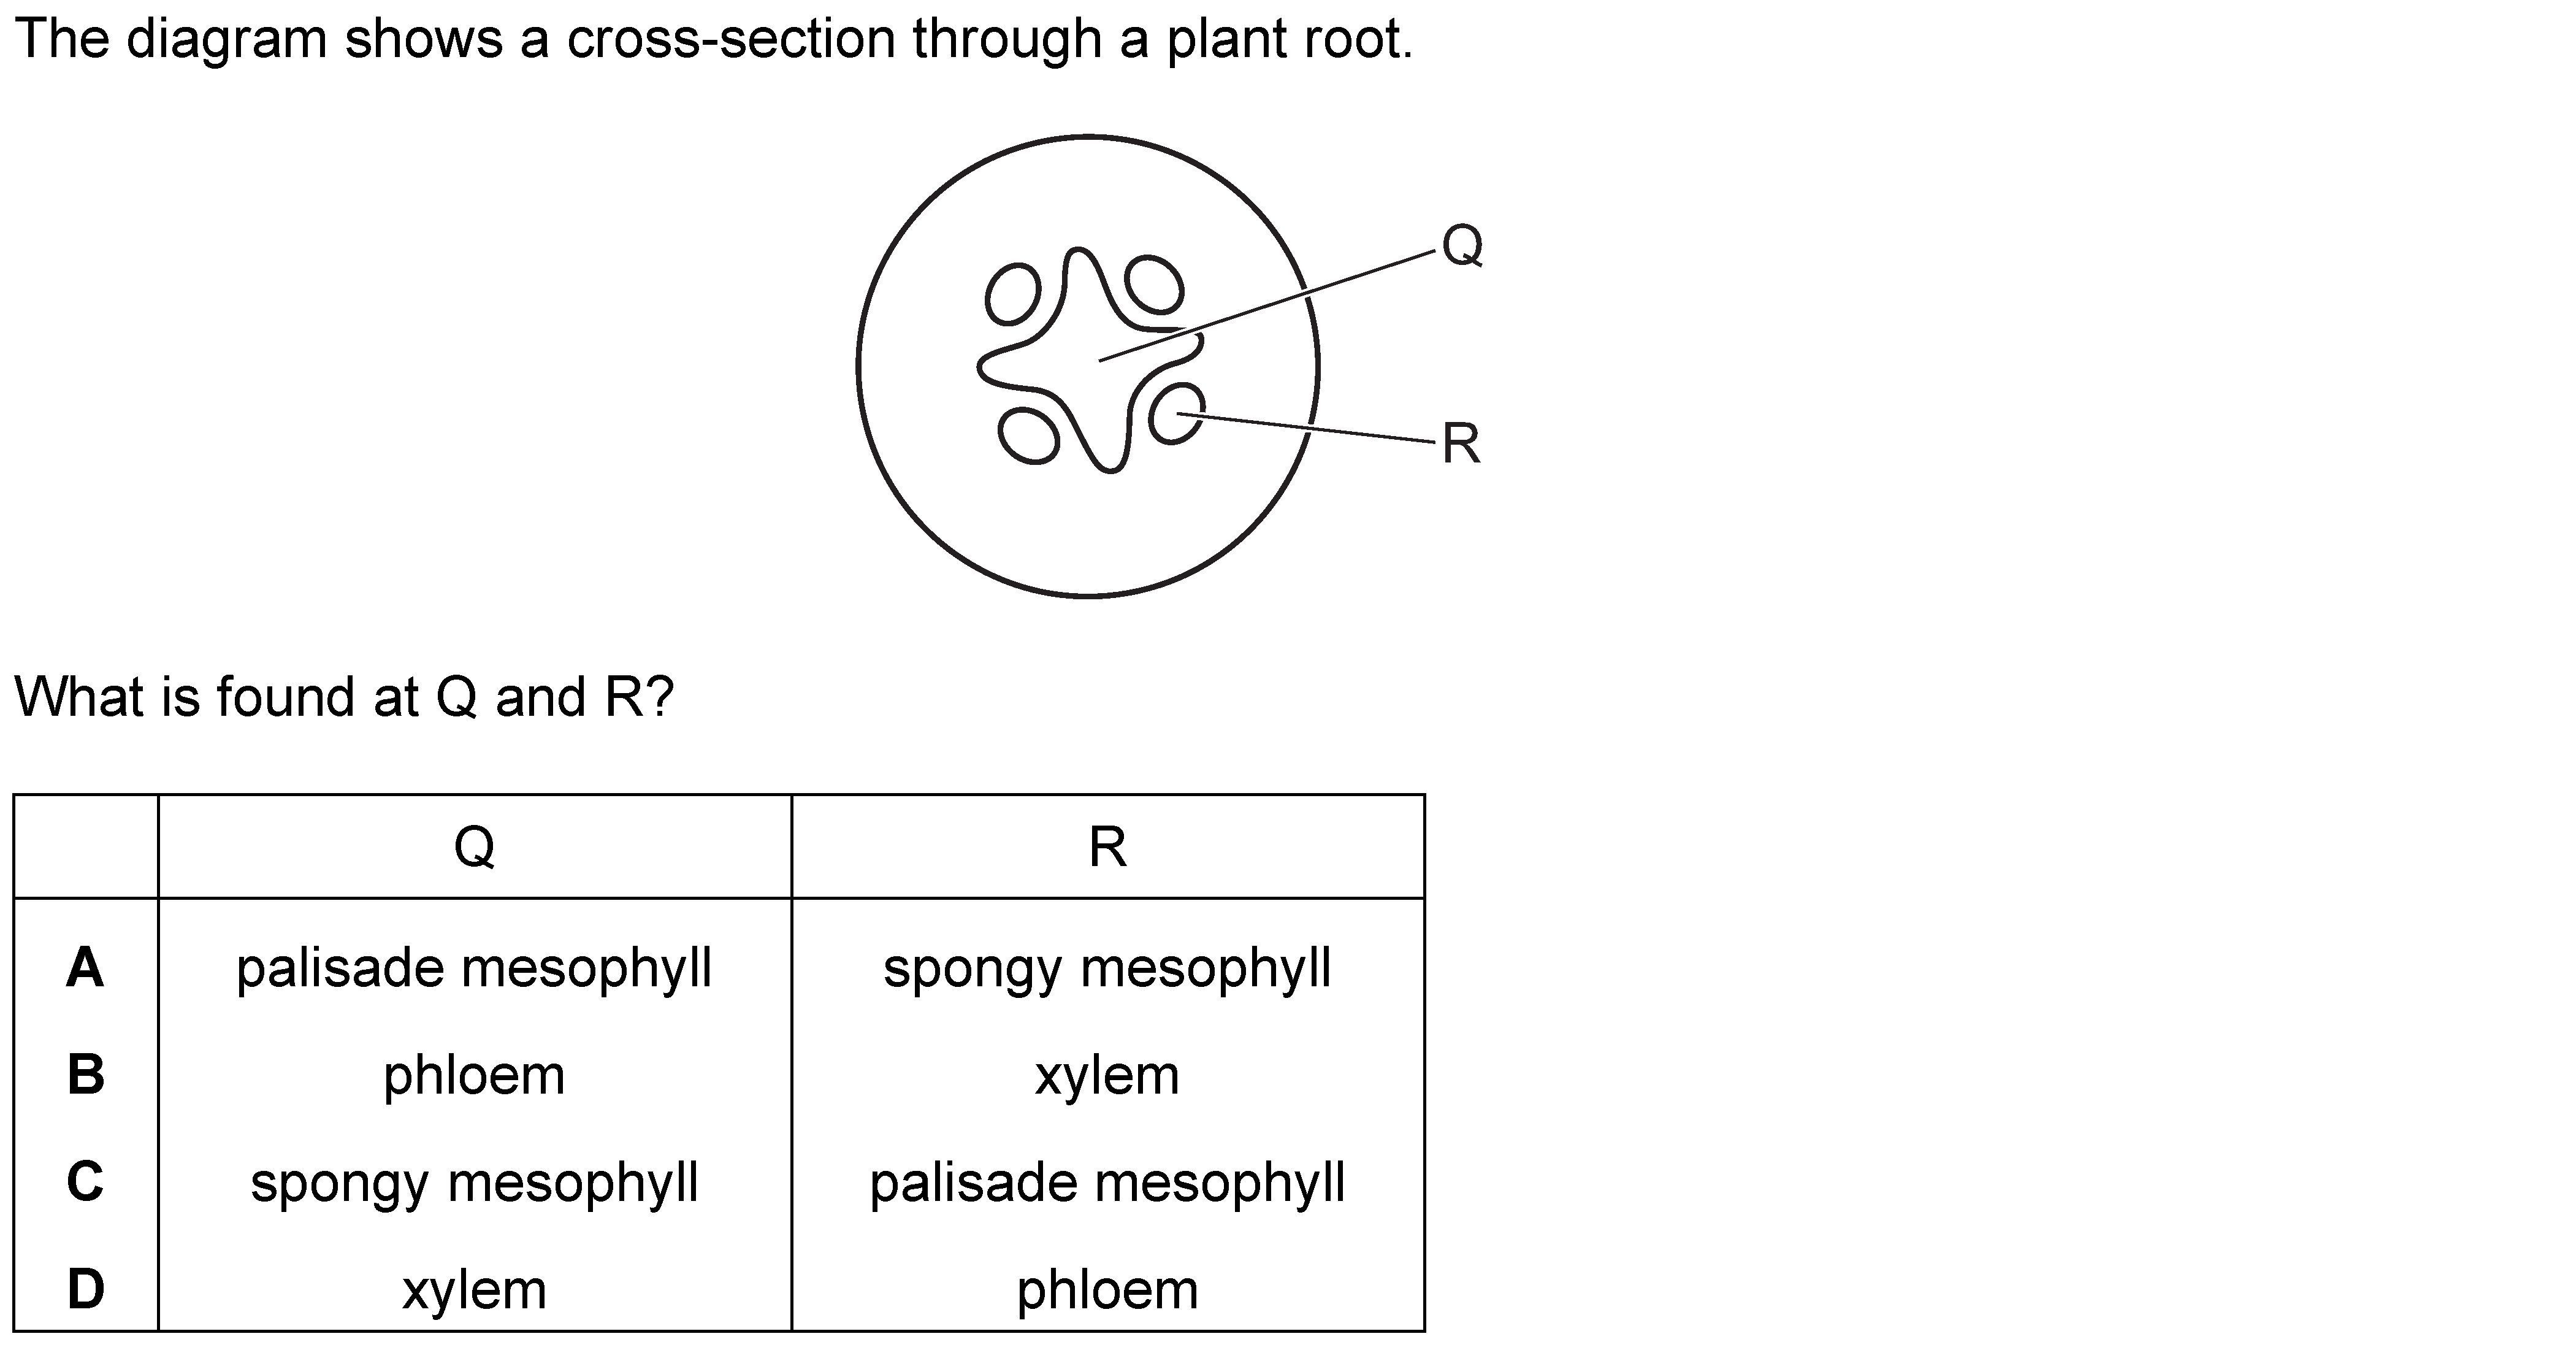 The diagram shows a cross-section through a plant root.
Q
R
What is found at Q and R?
Q R
A palisade mesophyll spongy mesophyll
B phloem xylem
C spongy mesophyll palisade mesophyll
D xylem phloem